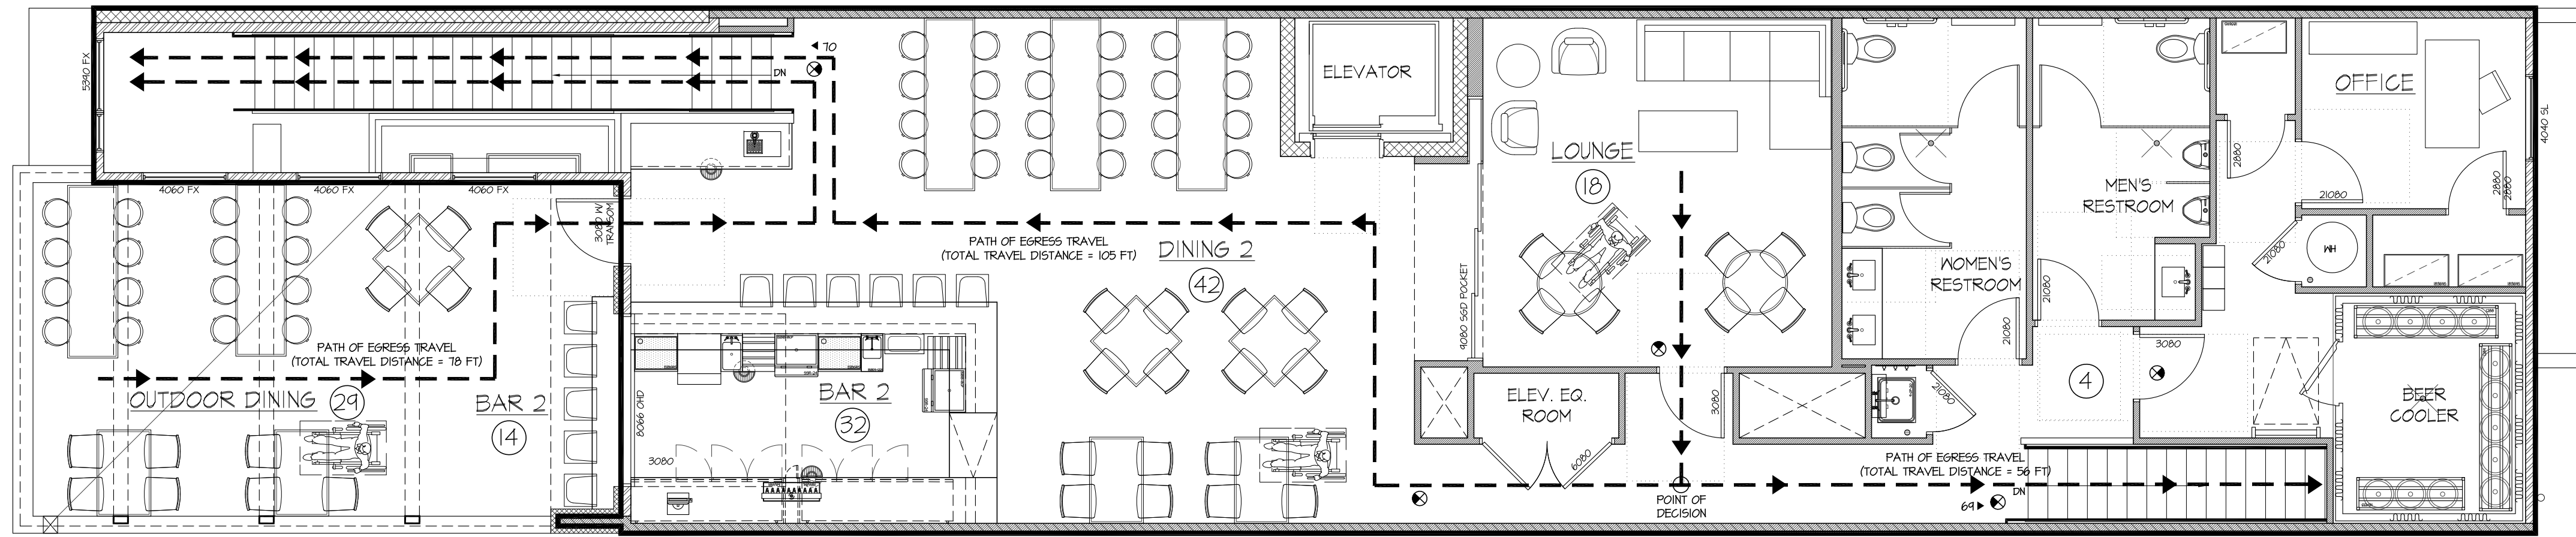 5390 FX
70
DN
ELEVATOR
LOUNGE
18
OFFICE
4040 SL
2880
21080
2880
2880
MEN'S
RESTROOM
4060 FX
4060 FX
4060 FX
3080 W/
TRANSOM
PATH OF EGRESS TRAVEL
(TOTAL TRAVEL DISTANCE = 105 FT)
DINING 2
42
9080 SGD POCKET
WOMEN'S
RESTROOM
21080
21080
21080
WH
PATH OF EGRESS TRAVEL
(TOTAL TRAVEL DISTANCE = 78 FT)
OUTDOOR DINING
29
BAR 2
14
8066 OHD
BAR 2
32
3080
ELEV. EQ.
ROOM
6080
3080
21080
4
3080
BEER
COOLER
PATH OF EGRESS TRAVEL
(TOTAL TRAVEL DISTANCE = 56 FT)
POINT OF
DECISION
69
DN